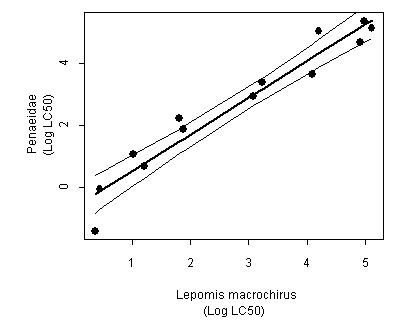 Penaeidae
(Log LC50)
4
2
0
1 2 3 4 5
Lepomis macrochirus
(Log LC50)